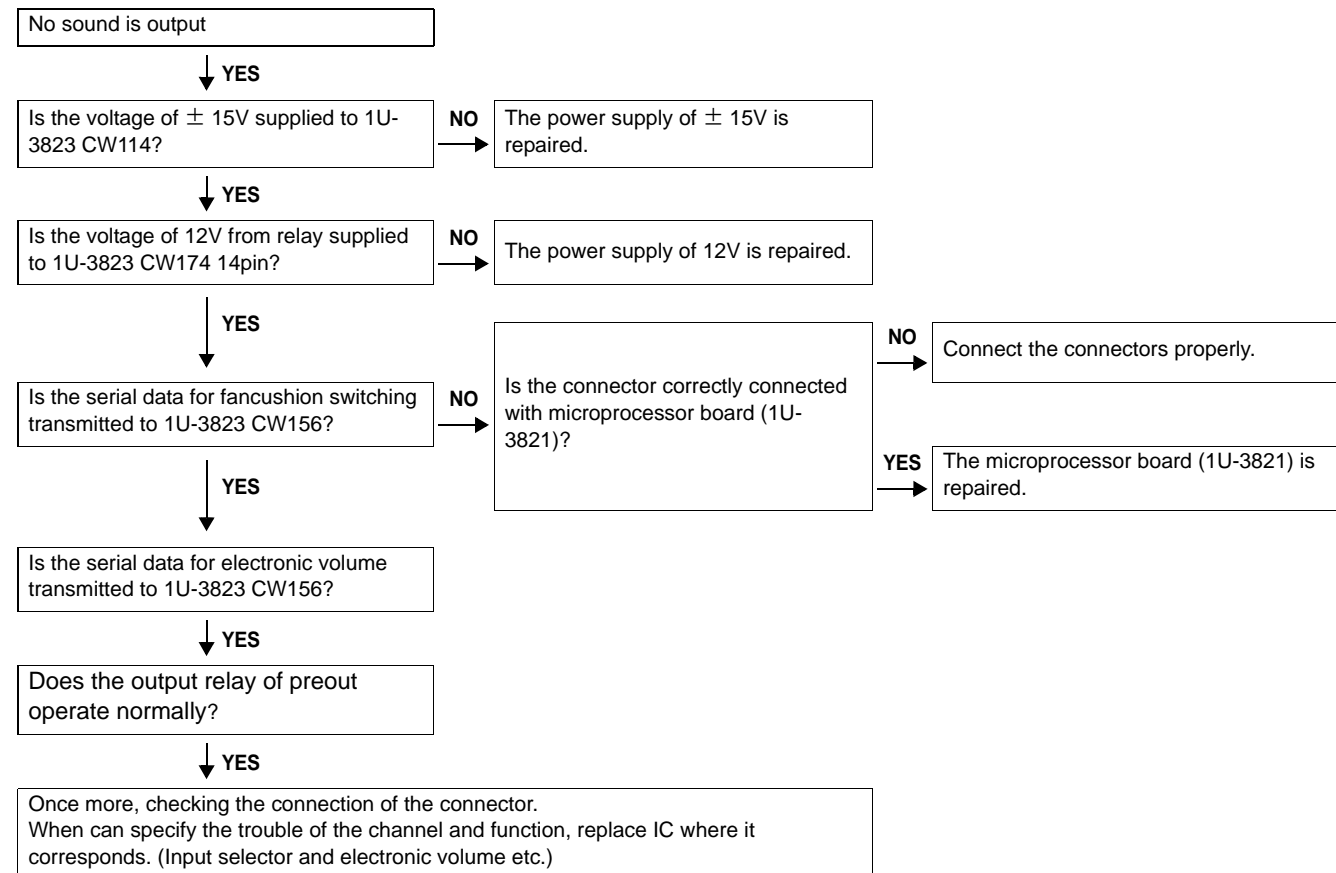 No sound is output
YES
Is the voltage of ± 15V supplied to 1U-
3823 CW114?
NO
The power supply of ± 15V is
repaired.
YES
Is the voltage of 12V from relay supplied
to 1U-3823 CW174 14pin?
NO
The power supply of 12V is repaired.
YES
Is the serial data for fancushion switching
transmitted to 1U-3823 CW156?
NO
Is the connector correctly connected
with microprocessor board (1U-
3821)?
NO
Connect the connectors properly.
YES
The microprocessor board (1U-3821) is
repaired.
YES
Is the serial data for electronic volume
transmitted to 1U-3823 CW156?
YES
Does the output relay of preout
operate normally?
YES
Once more, checking the connection of the connector.
When can specify the trouble of the channel and function, replace IC where it
corresponds. (Input selector and electronic volume etc.)